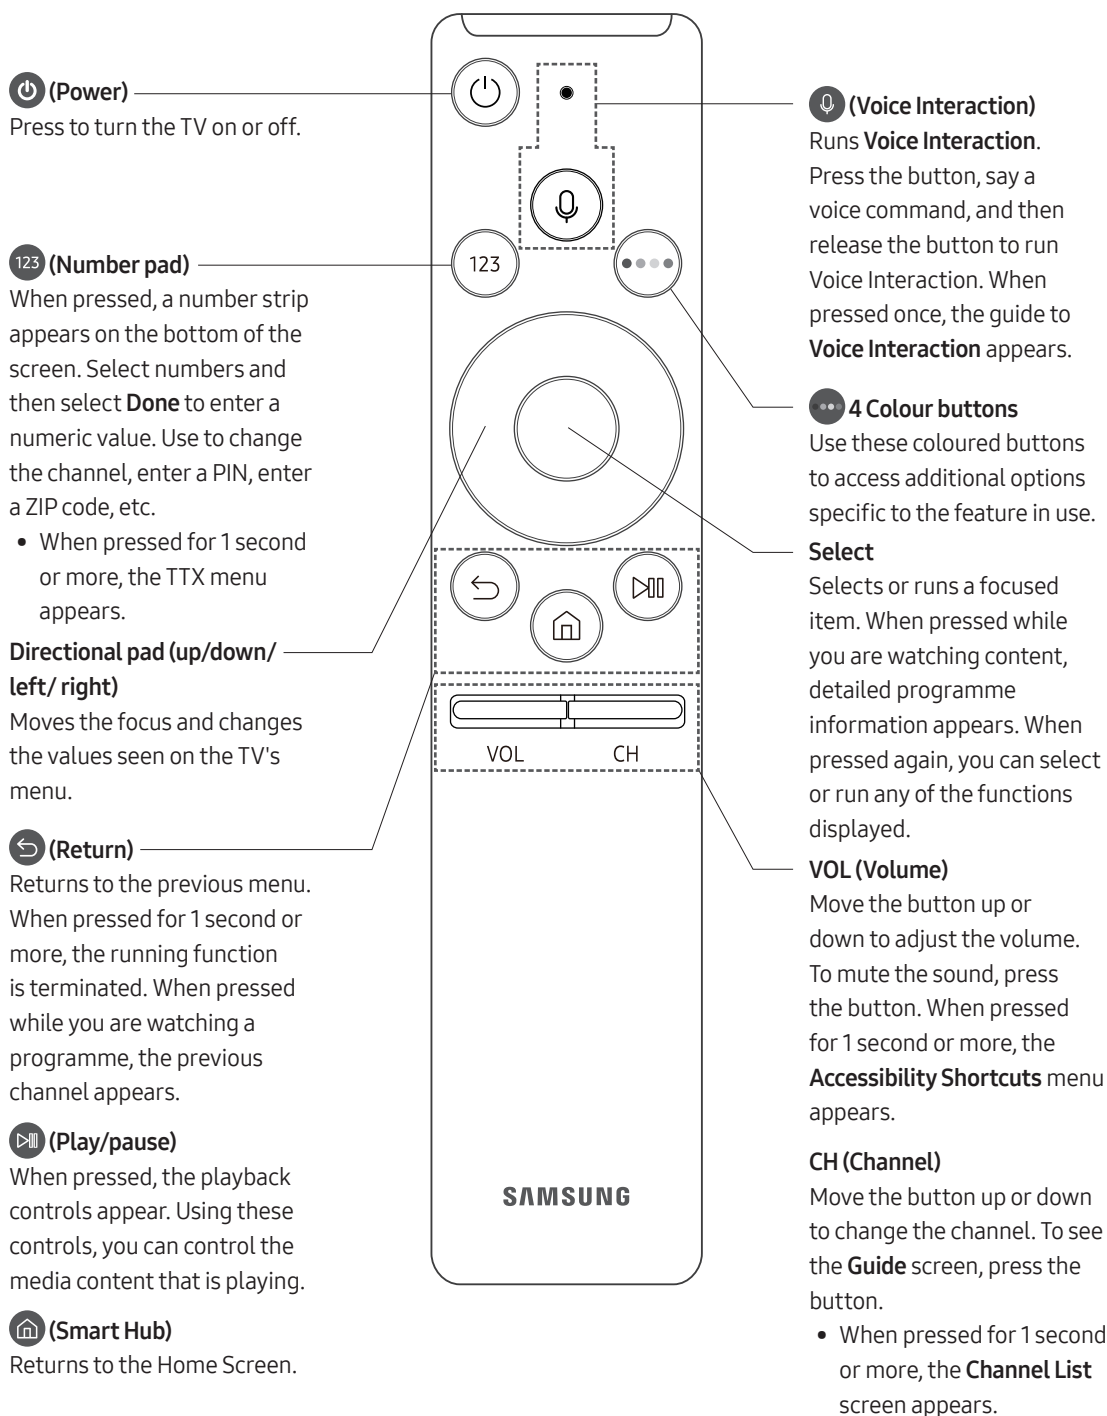 (Power)
Press to turn the TV on or off.
123 (Number pad)
When pressed, a number strip
appears on the bottom of the
screen. Select numbers and
then select Done to enter a
numeric value. Use to change
the channel, enter a PIN, enter
a ZIP code, etc.
• When pressed for 1 second
or more, the TTX menu
appears.
Directional pad (up/down/
left/ right)
Moves the focus and changes
the values seen on the TV's
menu.
(Return)
Returns to the previous menu.
When pressed for 1 second or
more, the running function
is terminated. When pressed
while you are watching a
programme, the previous
channel appears.
(Play/pause)
When pressed, the playback
controls appear. Using these
controls, you can control the
media content that is playing.
(Smart Hub)
Returns to the Home Screen.
123
VOL CH
SAMSUNG
(Voice Interaction)
Runs Voice Interaction.
Press the button, say a
voice command, and then
release the button to run
Voice Interaction. When
pressed once, the guide to
Voice Interaction appears.
4 Colour buttons
Use these coloured buttons
to access additional options
specific to the feature in use.
Select
Selects or runs a focused
item. When pressed while
you are watching content,
detailed programme
information appears. When
pressed again, you can select
or run any of the functions
displayed.
VOL (Volume)
Move the button up or
down to adjust the volume.
To mute the sound, press
the button. When pressed
for 1 second or more, the
Accessibility Shortcuts menu
appears.
CH (Channel)
Move the button up or down
to change the channel. To see
the Guide screen, press the
button.
• When pressed for 1 second
or more, the Channel List
screen appears.